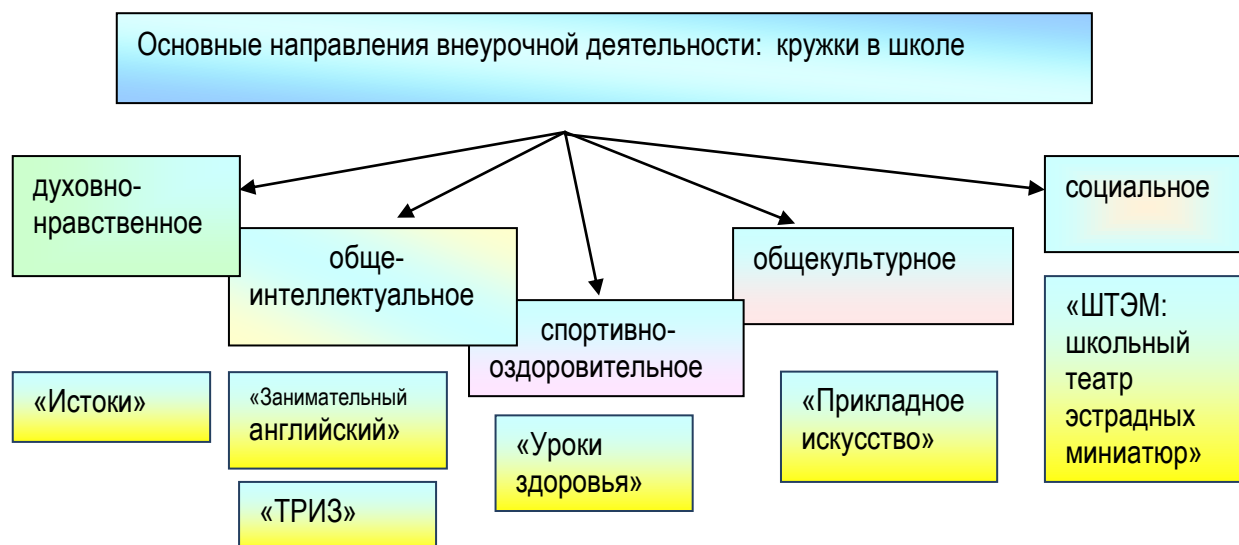 Основные направления внеурочной деятельности: кружки в школе
духовно-
нравственное
обще-
интеллектуальное
спортивно-
оздоровительное
общекультурное
социальное
«Истоки»
«Занимательный
английский»
«ТРИЗ»
«Уроки
здоровья»
«Прикладное
искусство»
«ШТЭМ:
школьный
театр
эстрадных
миниатюр»